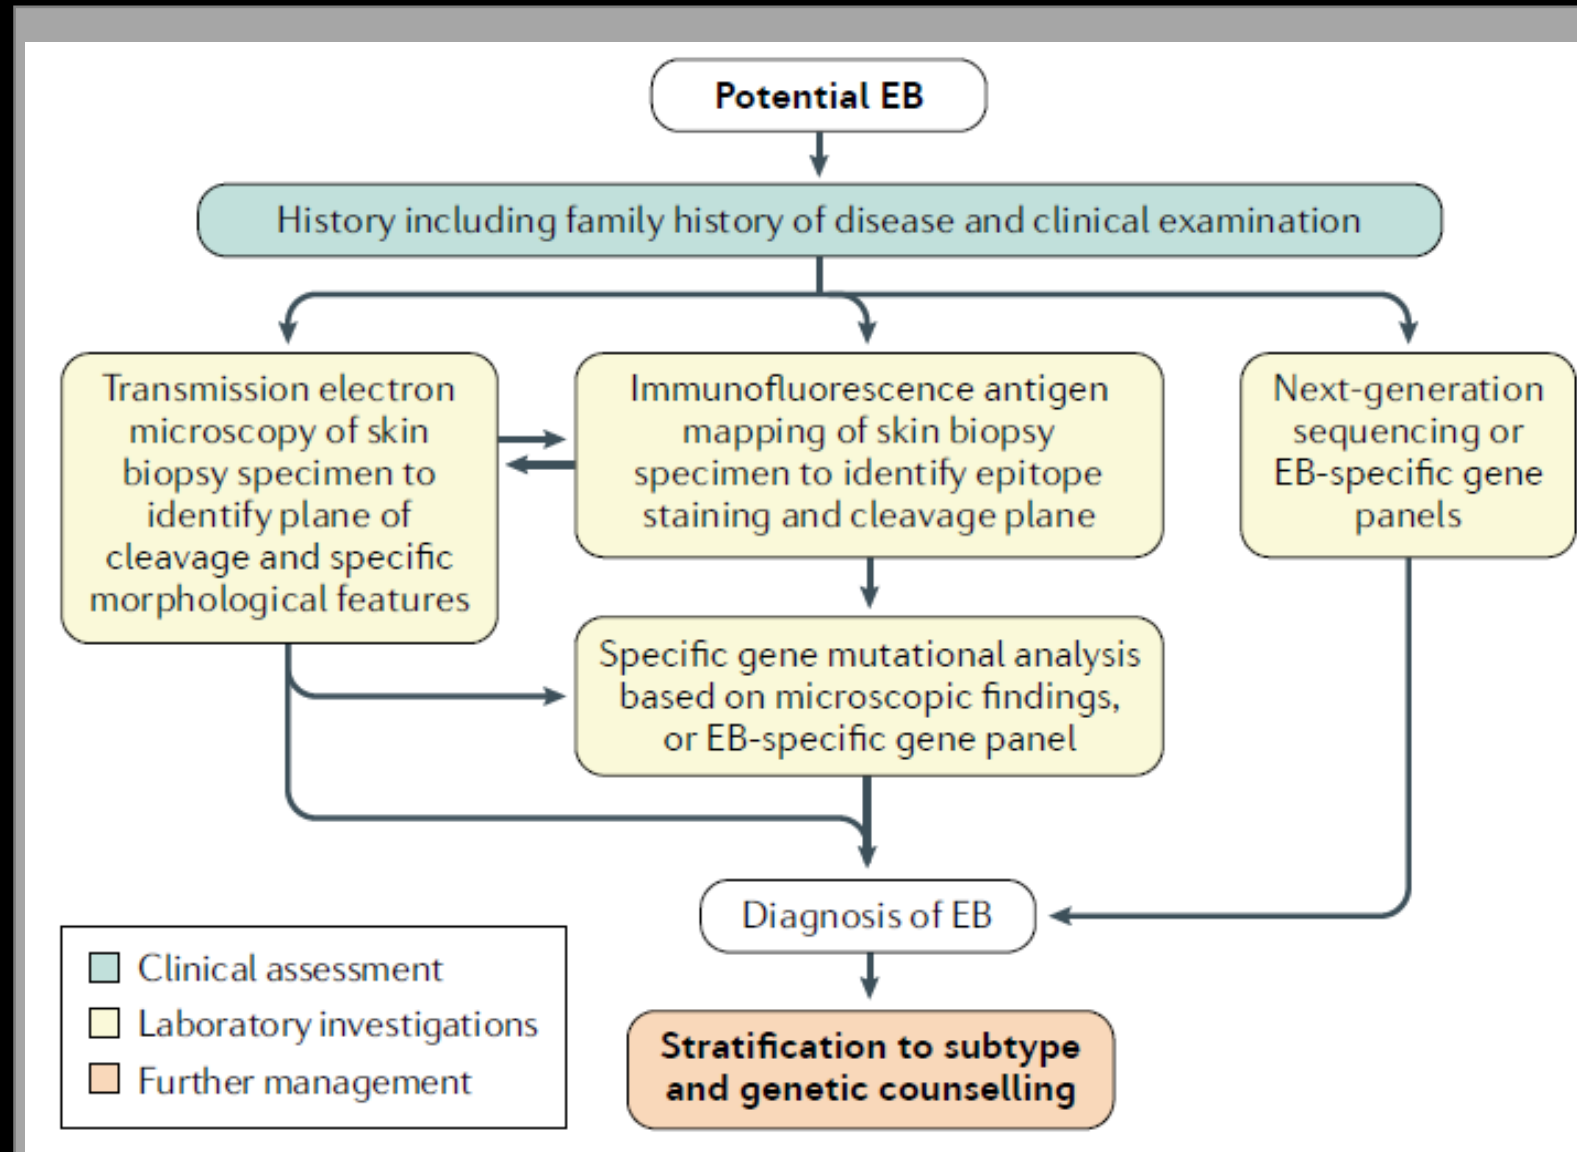 Potential EB
History including family history of disease and clinical examination
Transmission electron
microscopy of skin
biopsy specimen to
identify plane of
cleavage and specific
morphological features
Immunofluorescence antigen
mapping of skin biopsy
specimen to identify epitope
staining and cleavage plane
Next-generation
sequencing or
EB-specific gene
panels
Specific gene mutational analysis
based on microscopic findings,
or EB-specific gene panel
Diagnosis of EB
Stratification to subtype
and genetic counselling
Clinical assessment
Laboratory investigations
Further management